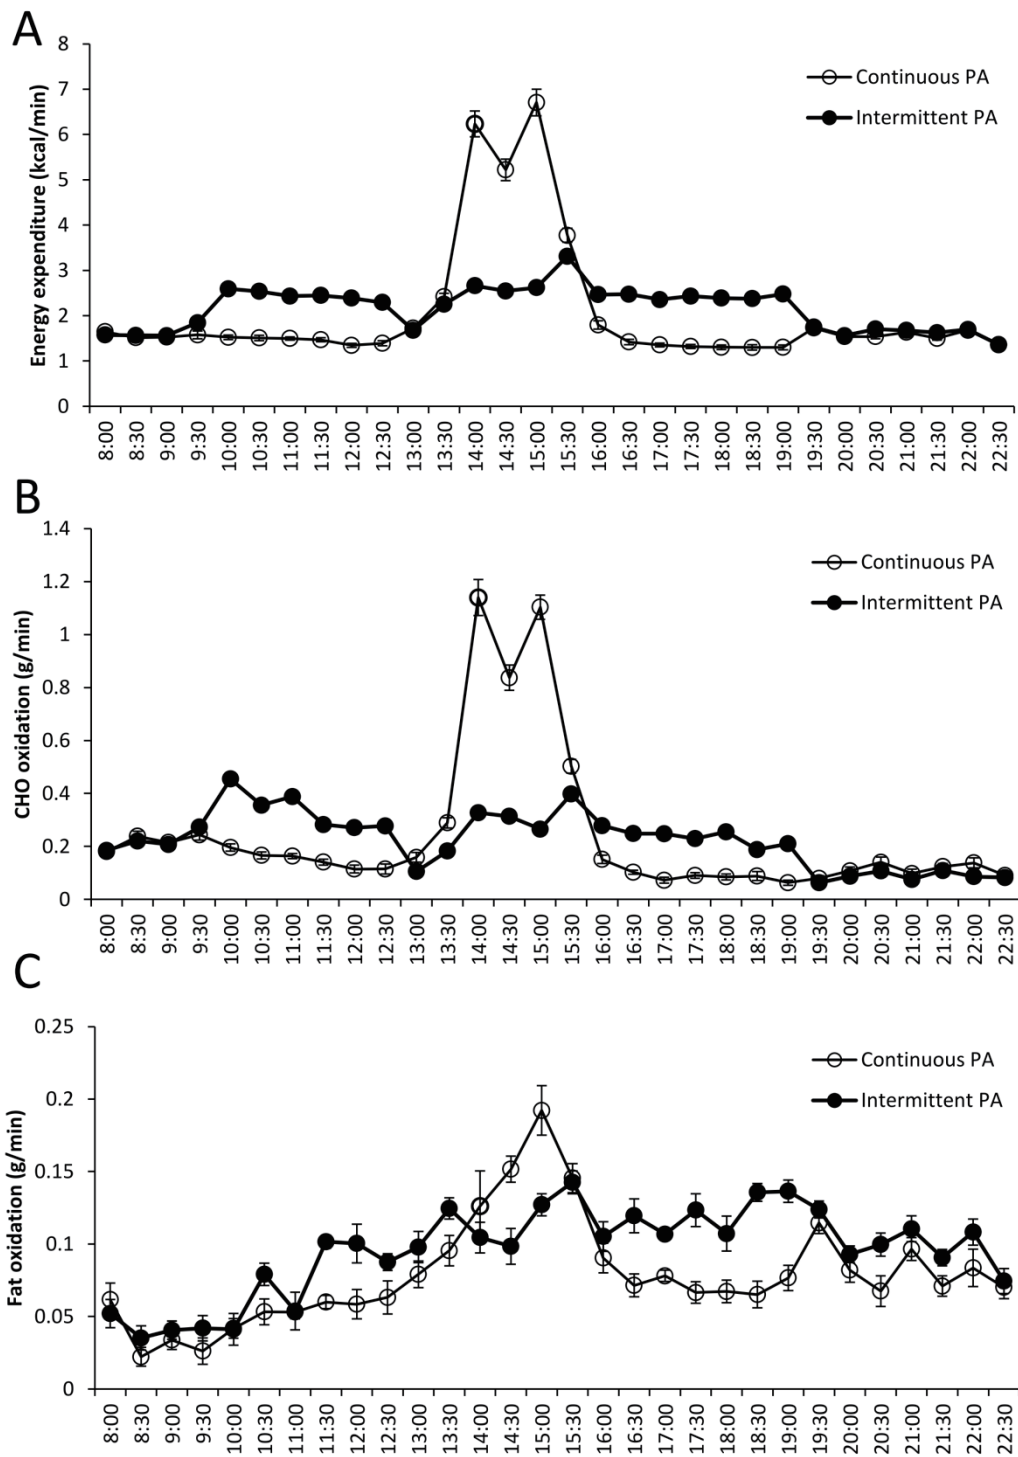 A
Energy expenditure (kcal/min)
8
7
6
5
4
3
2
1
0
Continuous PA
Intermittent PA
8:00 8:30 9:00 9:30 10:00 10:30 11:00 11:30 12:00 12:30 13:00 13:30 14:00 14:30 15:00 15:30 16:00 16:30 17:00 17:30 18:00 18:30 19:00 19:30 20:00 20:30 21:00 21:30 22:00 22:30
B
CHO oxidation (g/min)
1.4
1.2
1
0.8
0.6
0.4
0.2
0
Continuous PA
Intermittent PA
8:00 8:30 9:00 9:30 10:00 10:30 11:00 11:30 12:00 12:30 13:00 13:30 14:00 14:30 15:00 15:30 16:00 16:30 17:00 17:30 18:00 18:30 19:00 19:30 20:00 20:30 21:00 21:30 22:00 22:30
C
Fat oxidation (g/min)
0.25
0.2
0.15
0.1
0.05
0
Continuous PA
Intermittent PA
8:00 8:30 9:00 9:30 10:00 10:30 11:00 11:30 12:00 12:30 13:00 13:30 14:00 14:30 15:00 15:30 16:00 16:30 17:00 17:30 18:00 18:30 19:00 19:30 20:00 20:30 21:00 21:30 22:00 22:30